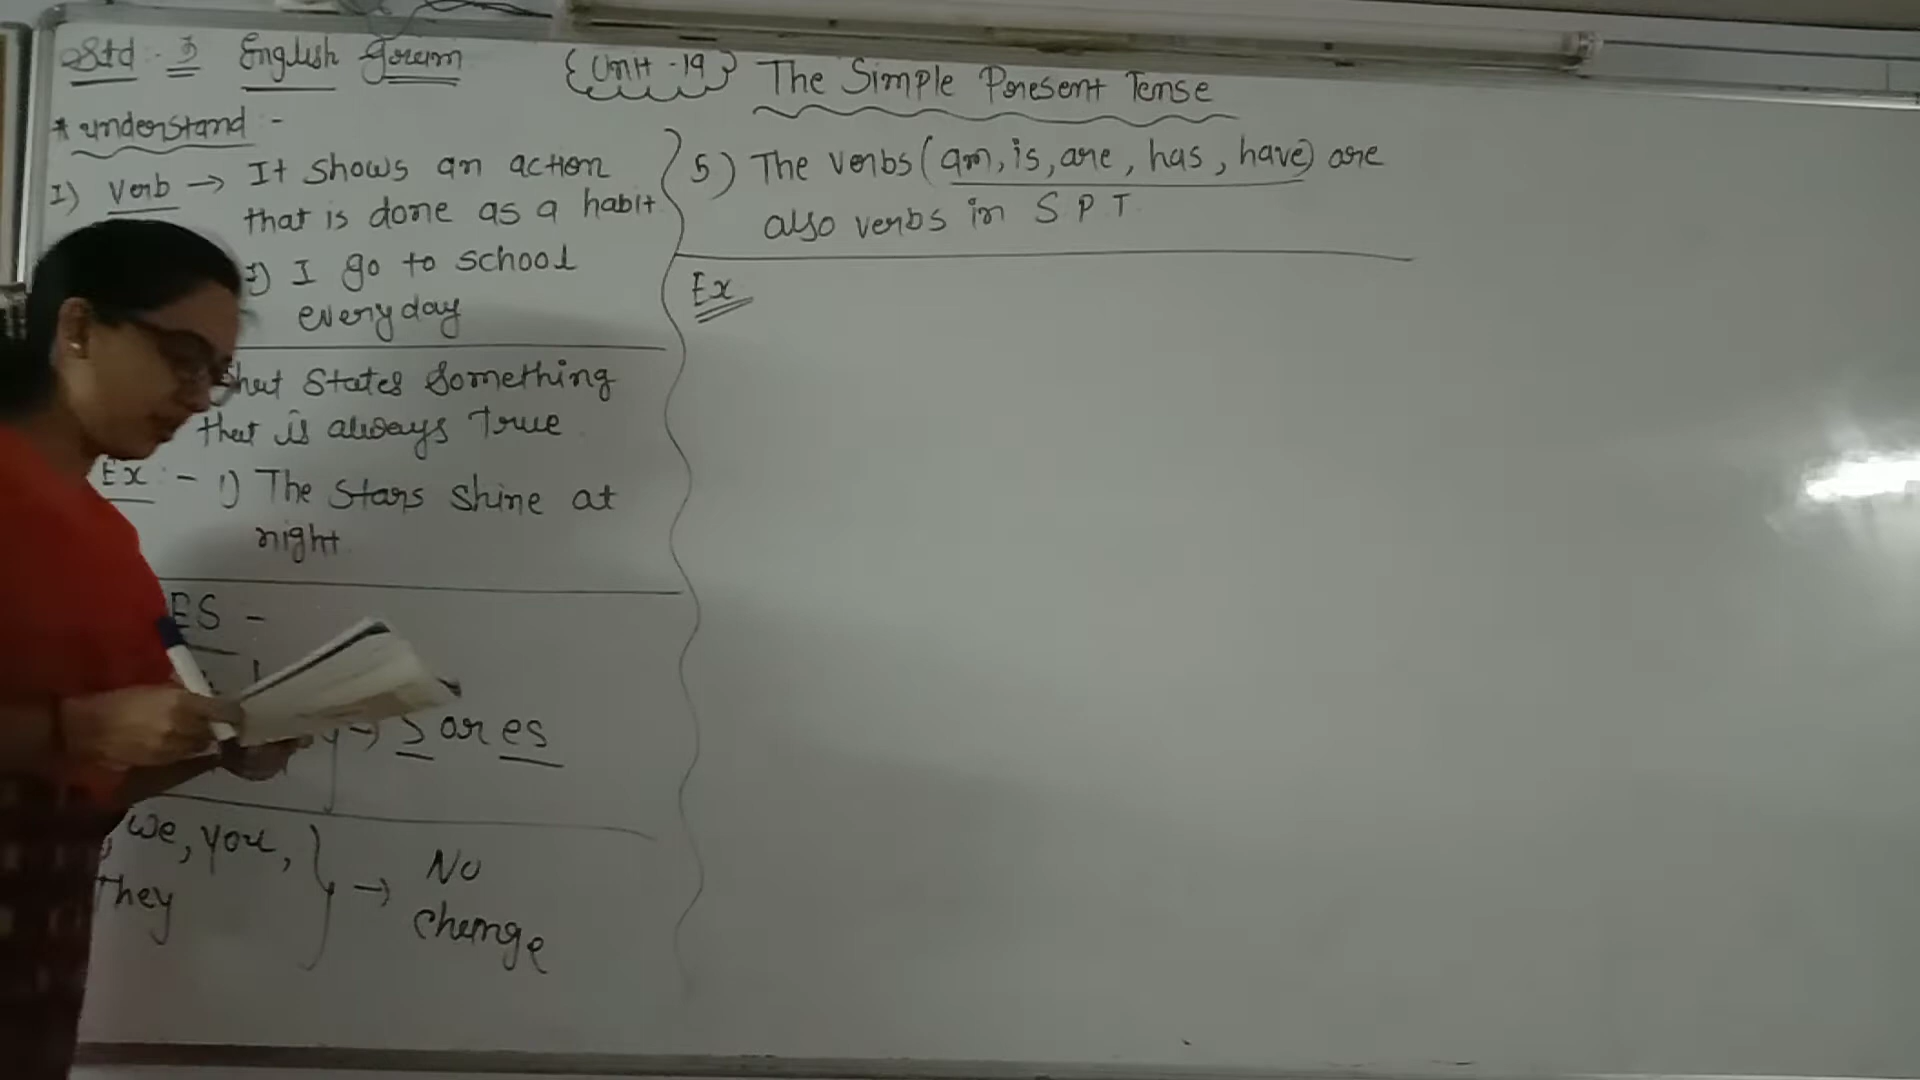 Std - 3 English Gram
{Unit - 19} The Simple Present Tense
* understand -
1) Verb → It shows an action
that is done as a habit
1) I go to school
everyday
that states something
that is always true
Ex :- 1) The stars shine at
night
ES -
→ S or es
we, you,
They
→ No
change
5) The verbs (am, is, are, has, have) are
also verbs in S P T
Ex